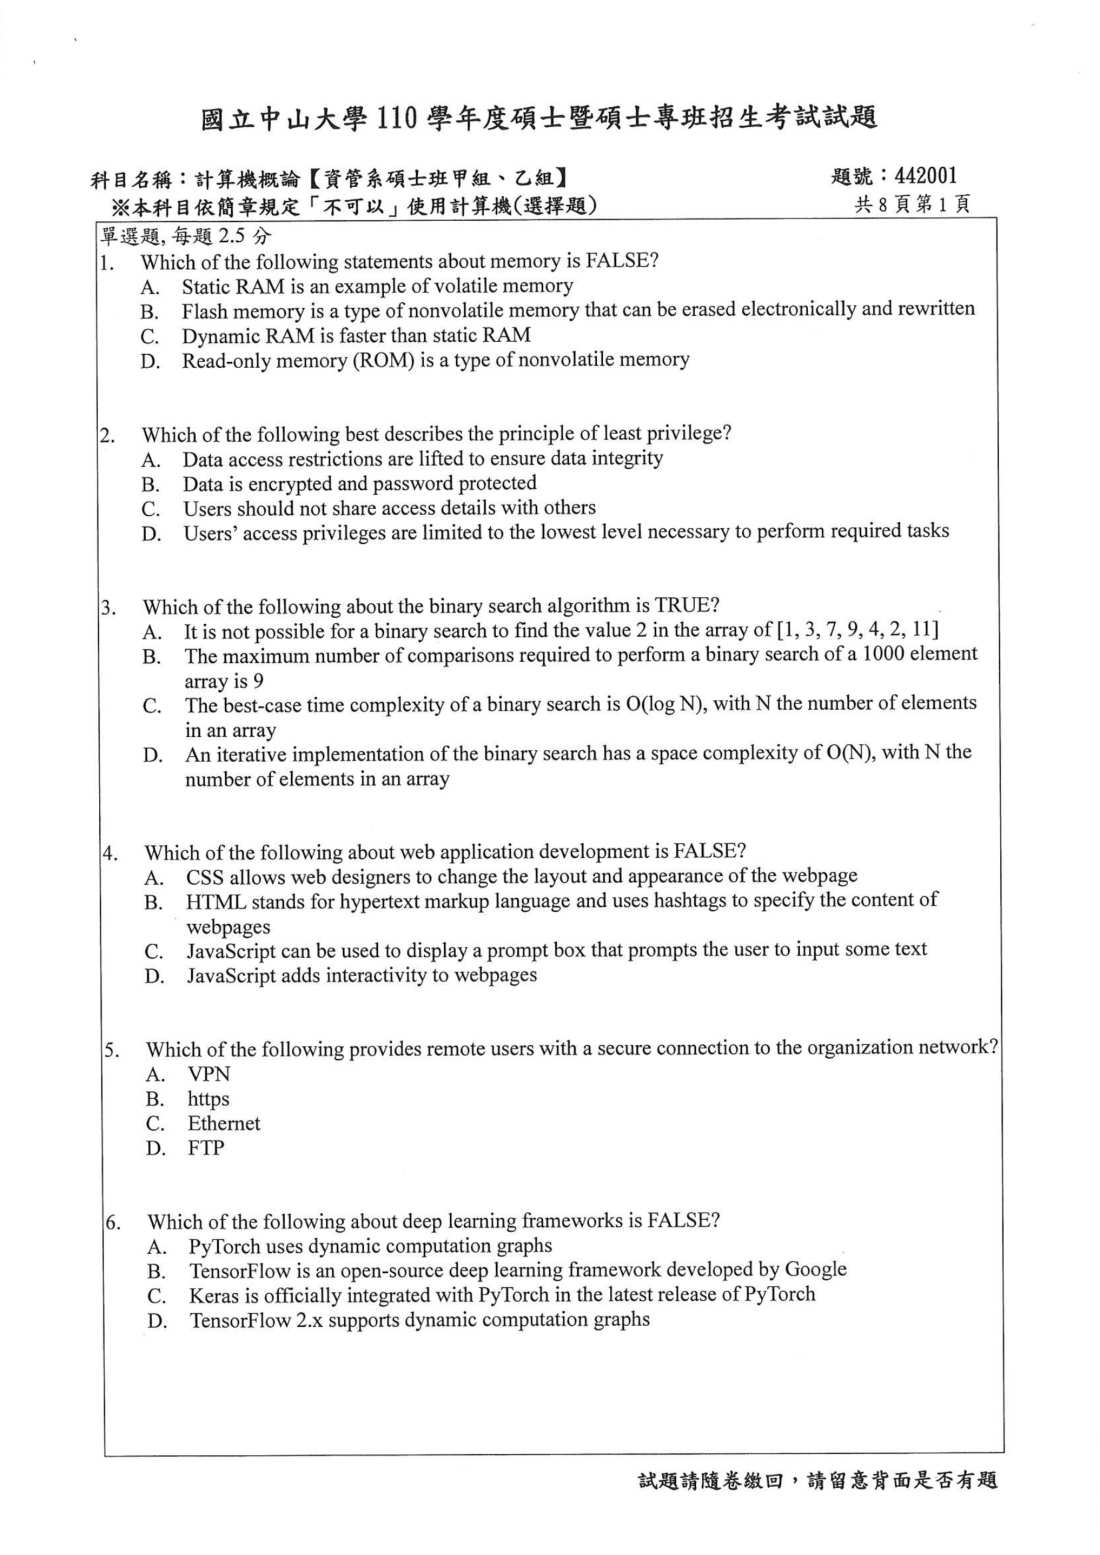 國立中山大學 110 學年度碩士暨碩士專班招生考試試題
科目名稱：計算機概論【資管系碩士班甲組、乙組】 題號：442001
※本科目依簡章規定「不可以」使用計算機(選擇題) 共 8 頁第 1 頁
單選題, 每題 2.5 分
1. Which of the following statements about memory is FALSE?
A. Static RAM is an example of volatile memory
B. Flash memory is a type of nonvolatile memory that can be erased electronically and rewritten
C. Dynamic RAM is faster than static RAM
D. Read-only memory (ROM) is a type of nonvolatile memory
2. Which of the following best describes the principle of least privilege?
A. Data access restrictions are lifted to ensure data integrity
B. Data is encrypted and password protected
C. Users should not share access details with others
D. Users' access privileges are limited to the lowest level necessary to perform required tasks
3. Which of the following about the binary search algorithm is TRUE?
A. It is not possible for a binary search to find the value 2 in the array of [1, 3, 7, 9, 4, 2, 11]
B. The maximum number of comparisons required to perform a binary search of a 1000 element
array is 9
C. The best-case time complexity of a binary search is O(log N), with N the number of elements
in an array
D. An iterative implementation of the binary search has a space complexity of O(N), with N the
number of elements in an array
4. Which of the following about web application development is FALSE?
A. CSS allows web designers to change the layout and appearance of the webpage
B. HTML stands for hypertext markup language and uses hashtags to specify the content of
webpages
C. JavaScript can be used to display a prompt box that prompts the user to input some text
D. JavaScript adds interactivity to webpages
5. Which of the following provides remote users with a secure connection to the organization network?
A. VPN
B. https
C. Ethernet
D. FTP
6. Which of the following about deep learning frameworks is FALSE?
A. PyTorch uses dynamic computation graphs
B. TensorFlow is an open-source deep learning framework developed by Google
C. Keras is officially integrated with PyTorch in the latest release of PyTorch
D. TensorFlow 2.x supports dynamic computation graphs
試題請隨卷繳回，請留意背面是否有題